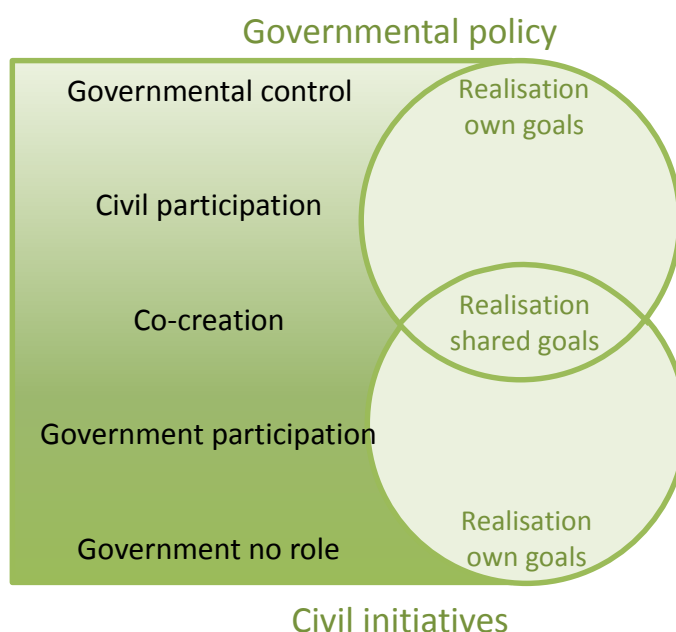 Governmental policy
Governmental control
Realisation
own goals
Civil participation
Co-creation
Realisation
shared goals
Government participation
Government no role
Realisation
own goals
Civil initiatives